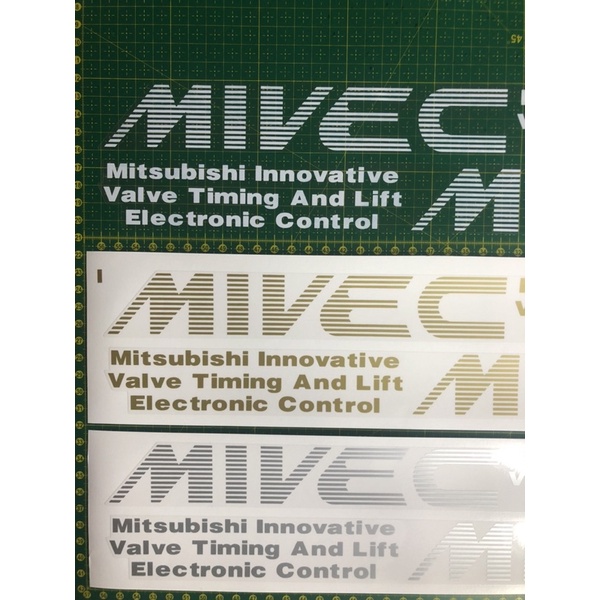 MIVEC
Mitsubishi Innovative
Valve Timing And Lift
Electronic Control
M
MIVEC
Mitsubishi Innovative
Valve Timing And Lift
Electronic Control
M
MIVEC
Mitsubishi Innovative
Valve Timing And Lift
Electronic Control
M